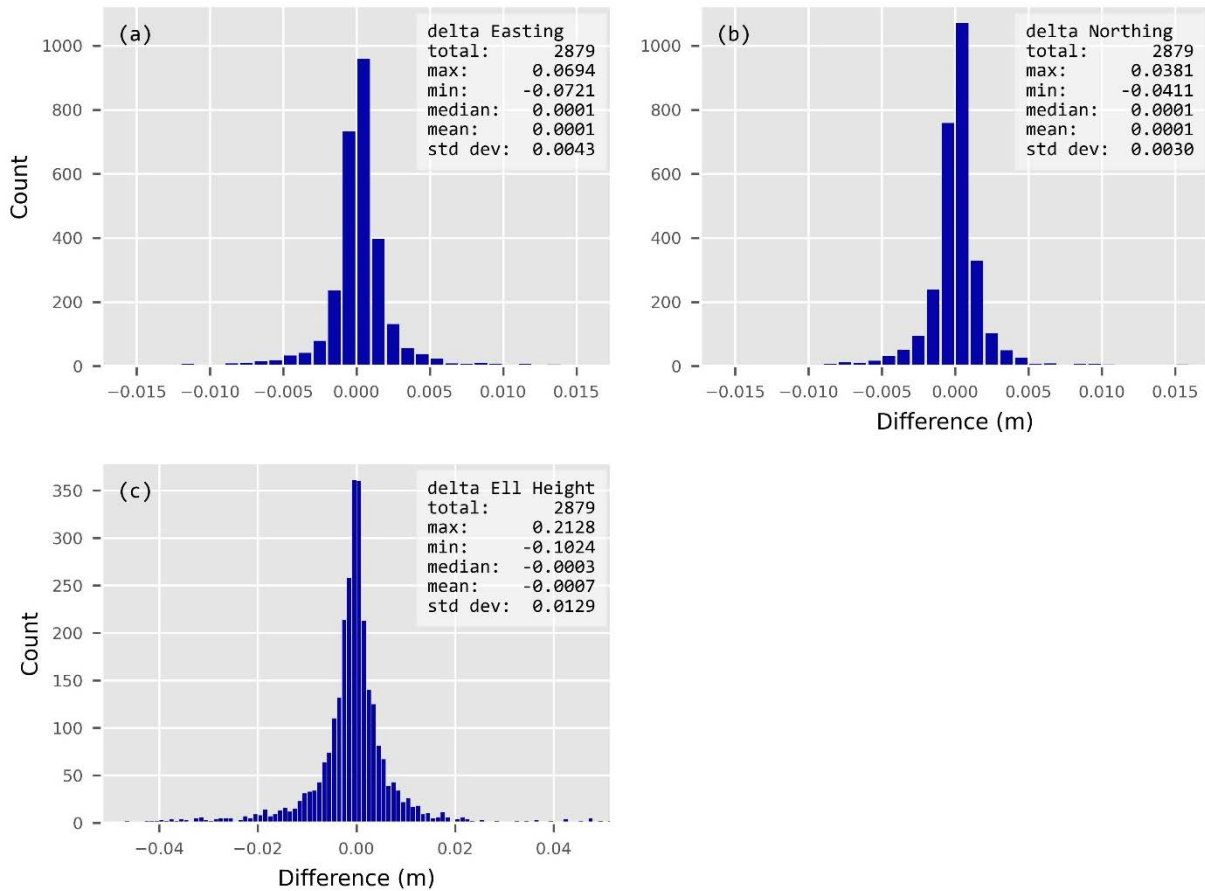 (a)
delta Easting
total: 2879
max: 0.0694
min: -0.0721
median: 0.0001
mean: 0.0001
std dev: 0.0043
1000
800
600
400
200
0
Count
−0.015 −0.010 −0.005 0.000 0.005 0.010 0.015
(b)
delta Northing
total: 2879
max: 0.0381
min: -0.0411
median: 0.0001
mean: 0.0001
std dev: 0.0030
1000
800
600
400
200
0
−0.015 −0.010 −0.005 0.000 0.005 0.010 0.015
Difference (m)
(c)
delta Ell Height
total: 2879
max: 0.2128
min: -0.1024
median: -0.0003
mean: -0.0007
std dev: 0.0129
350
300
250
200
150
100
50
0
Count
−0.04 −0.02 0.00 0.02 0.04
Difference (m)